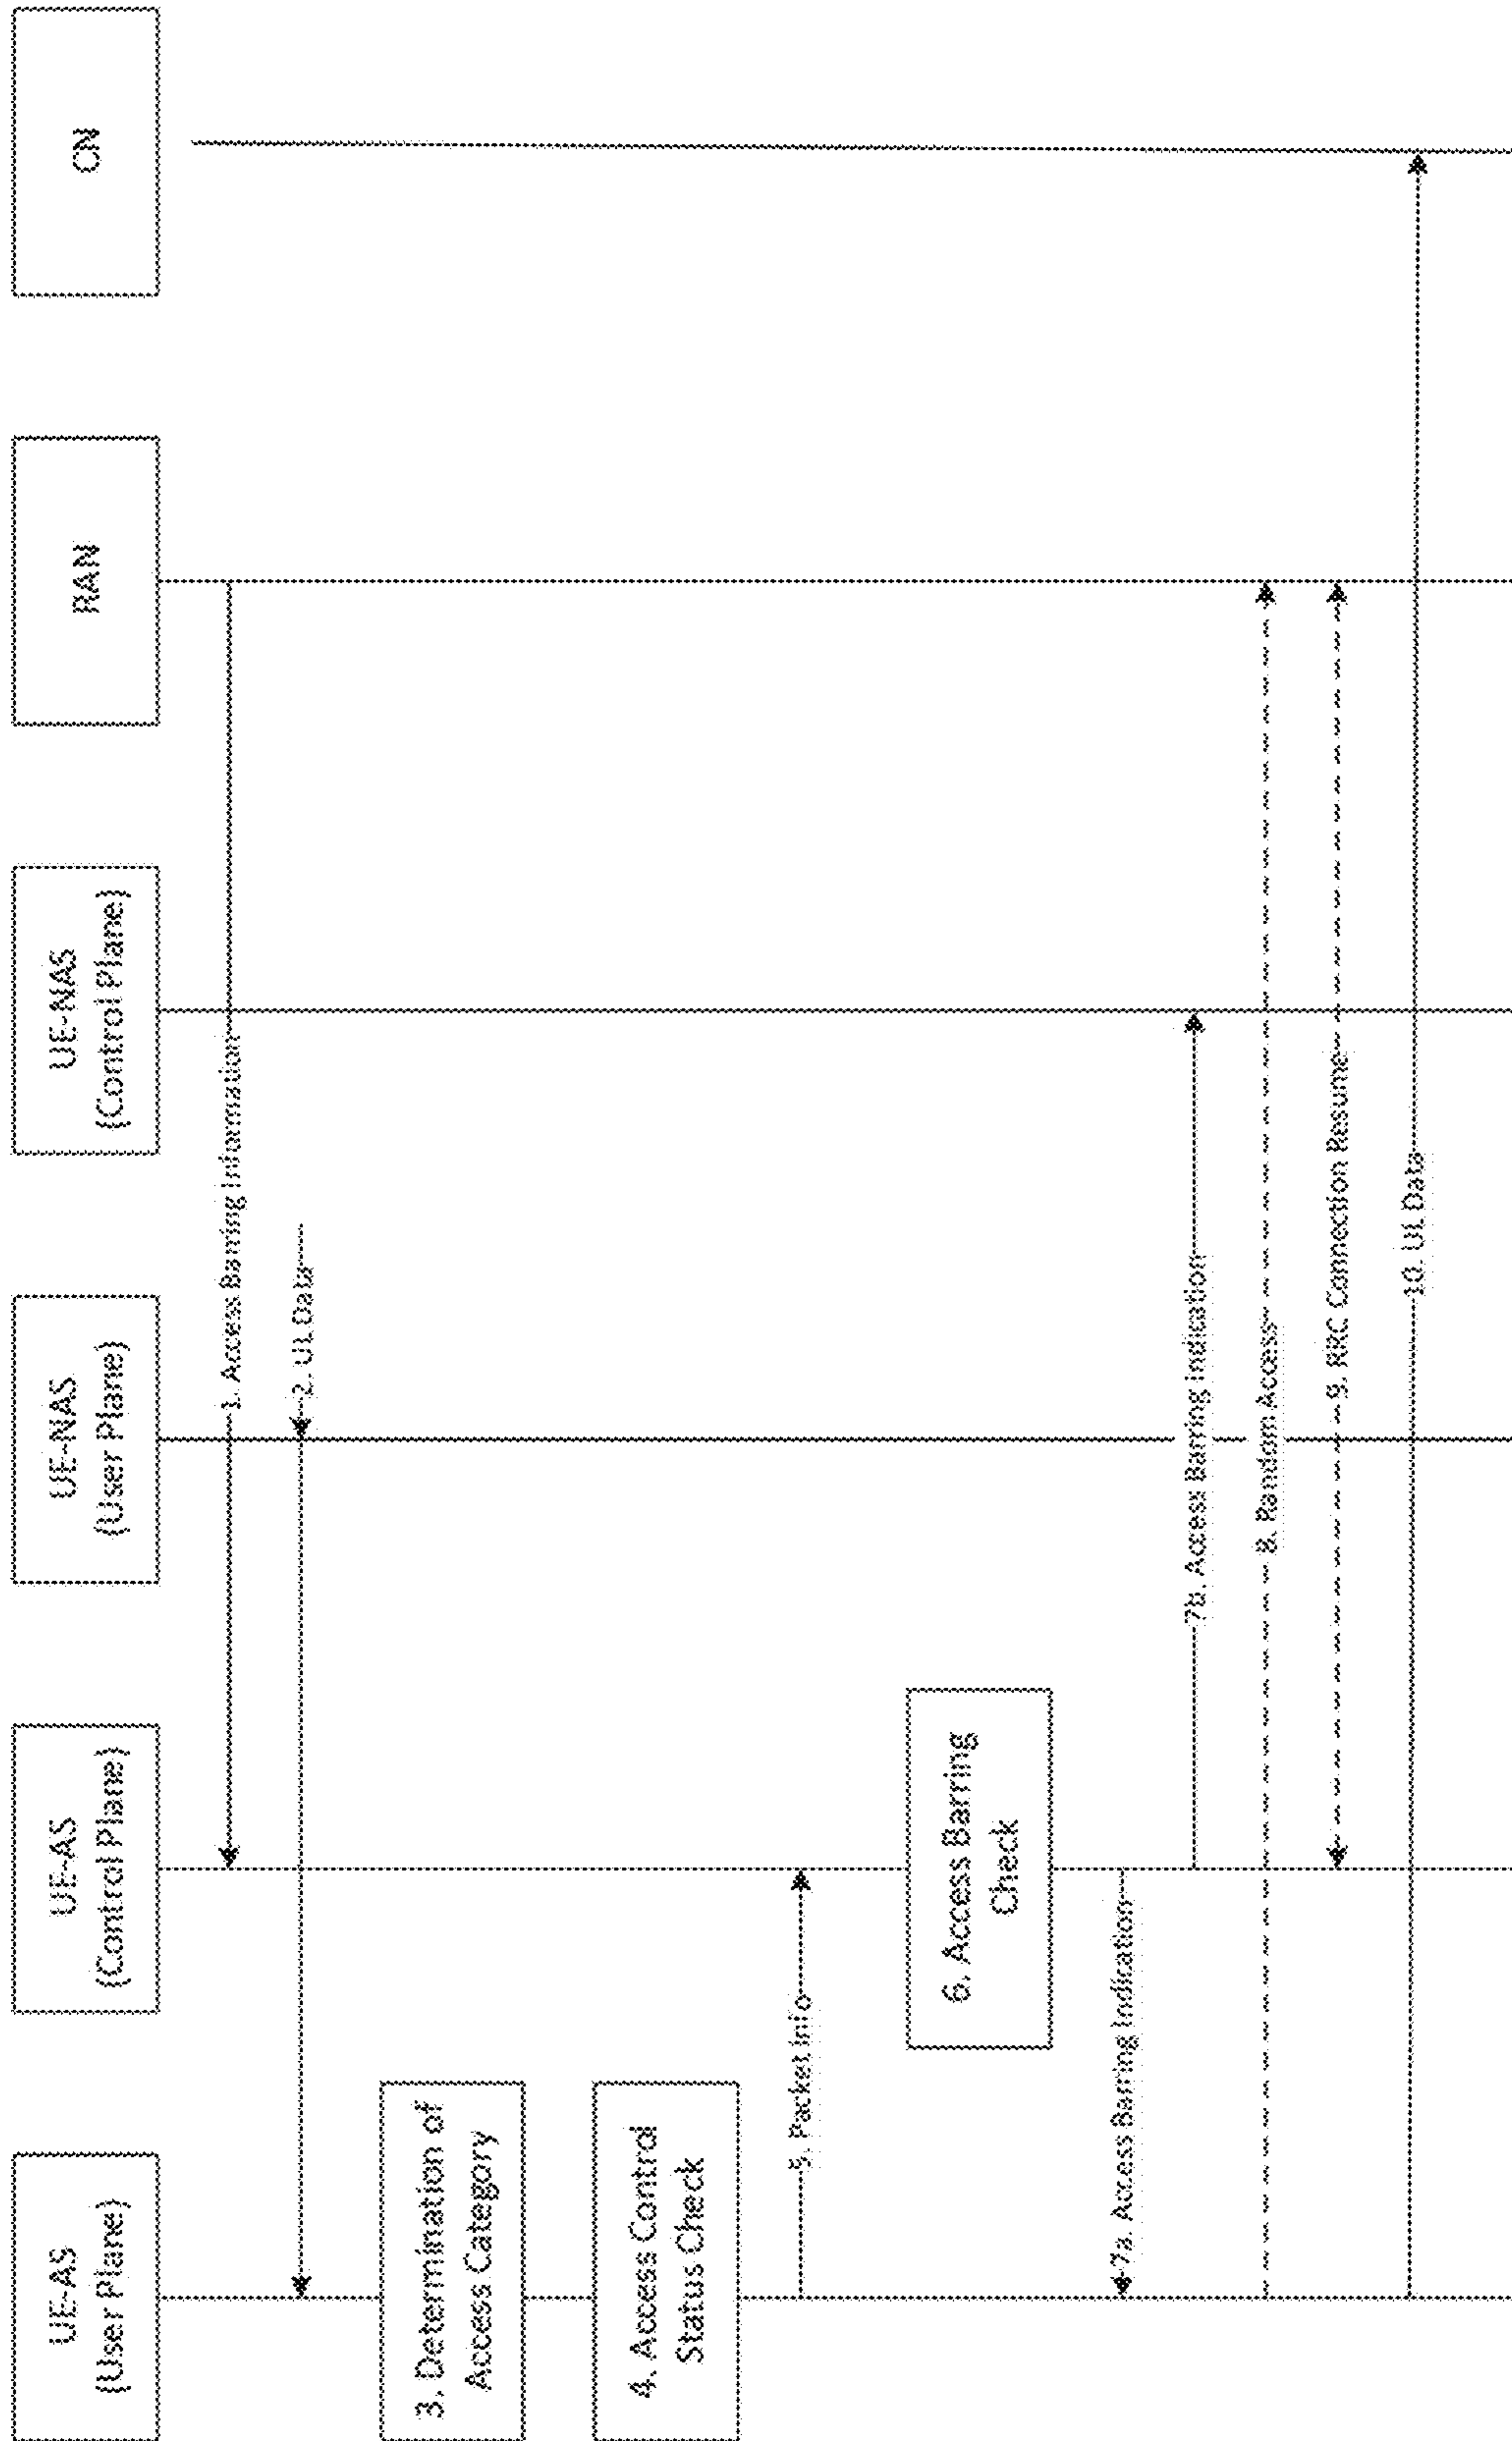 UE-AS
(User Plane)
UE-AS
(Control Plane)
UE-NAS
(User Plane)
UE-NAS
(Control Plane)
RAN
CN
1. Access Barring Information
2. UL Data
3. Determination of
Access Category
4. Access Control
Status Check
5. Packet Info
6. Access Barring
Check
7a. Access Barring Indication
7b. Access Barring Indication
8. Random Access
9. RRC Connection Resume
10. UL Data